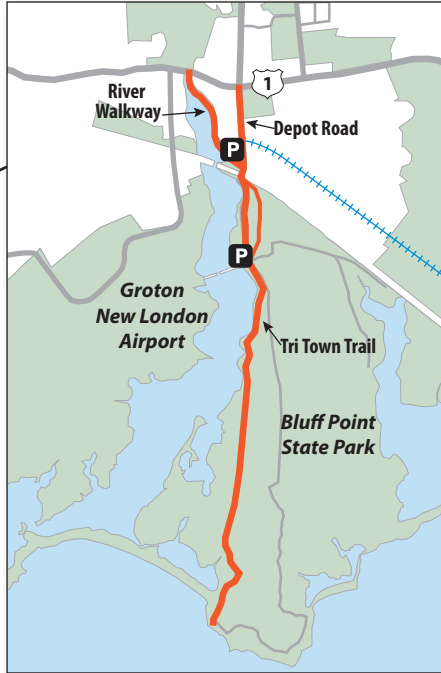 River
Walkway
1
Depot Road
P
P
Groton
New London
Airport
Tri Town Trail
Bluff Point
State Park